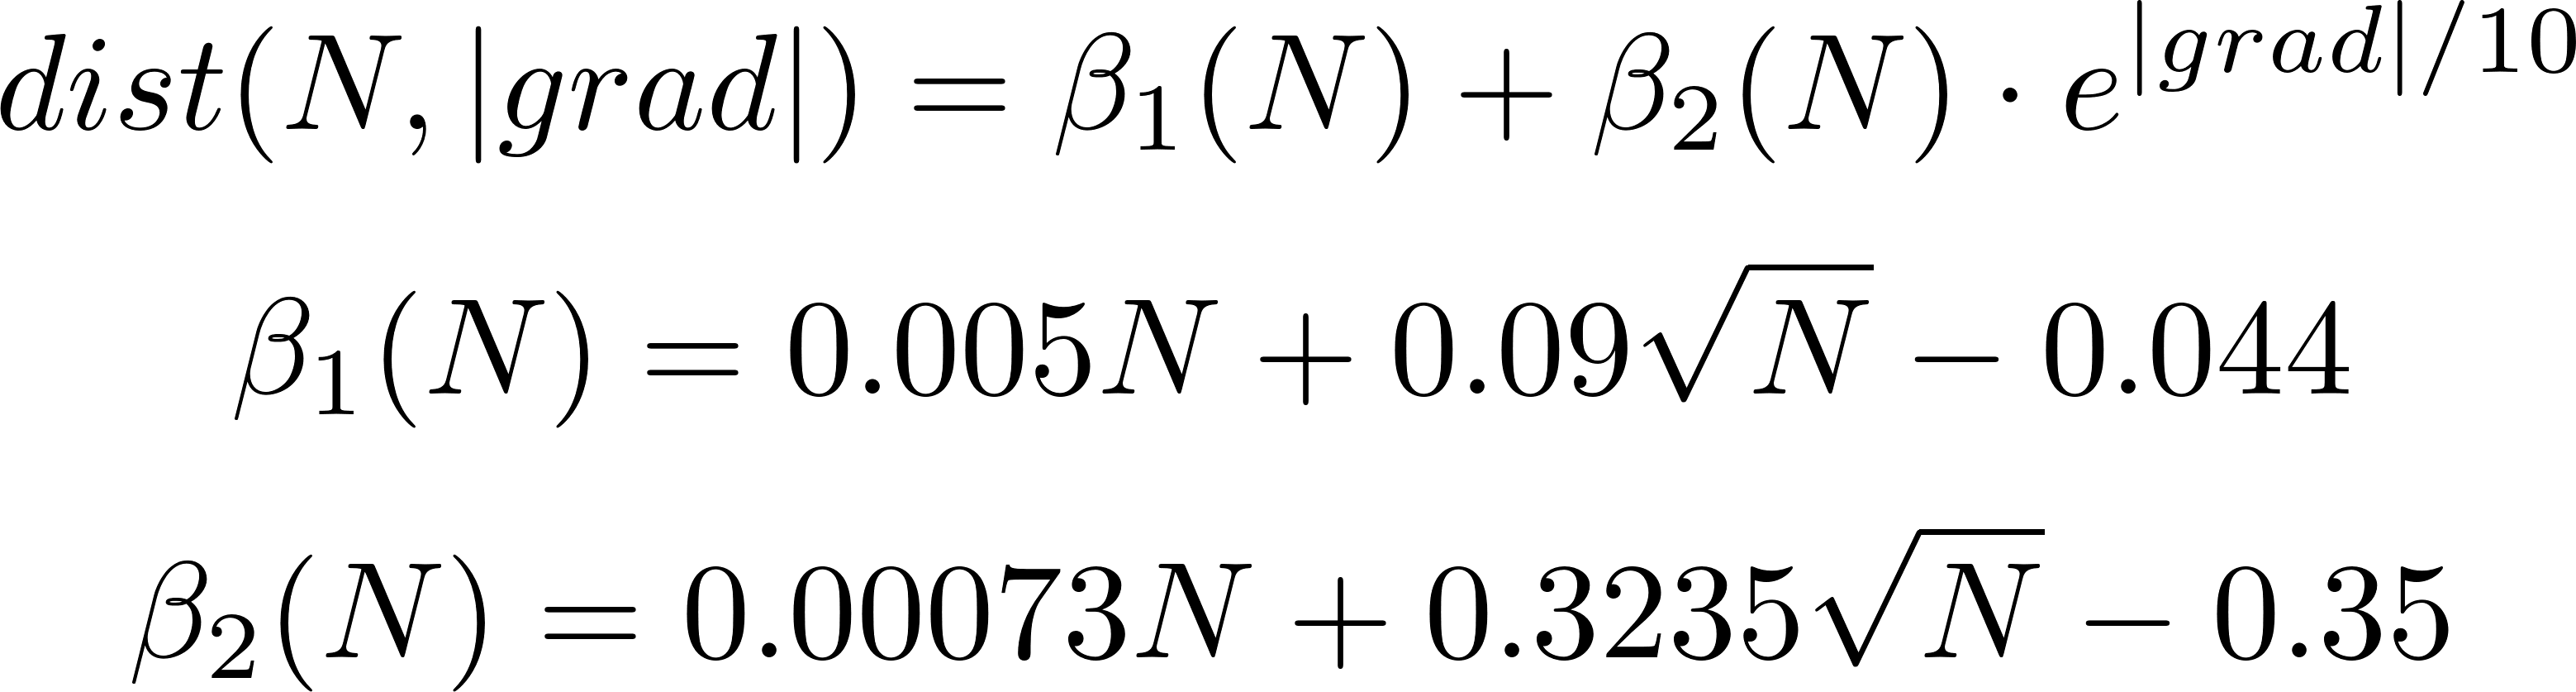 dist(N, |grad|) = β₁(N) + β₂(N) · e^{|grad|/10}
β₁(N) = 0.005N + 0.09√N − 0.044
β₂(N) = 0.00073N + 0.3235√N − 0.35